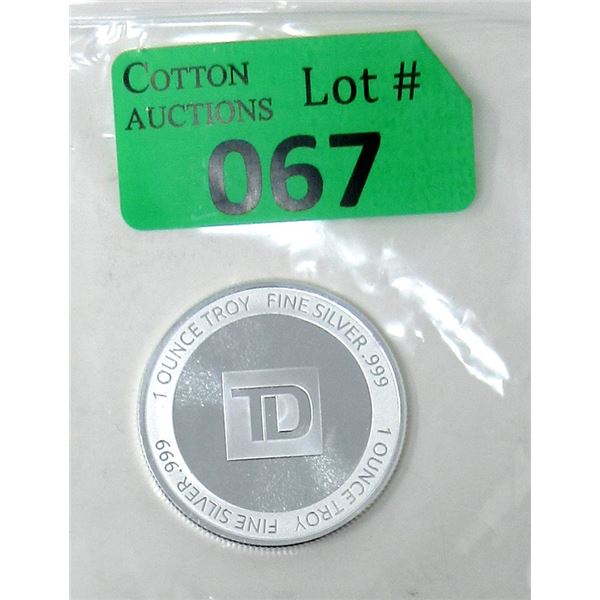 COTTON
AUCTIONS
Lot #
067
1 OUNCE TROY FINE SILVER .999
1 OUNCE TROY FINE SILVER .999
TD